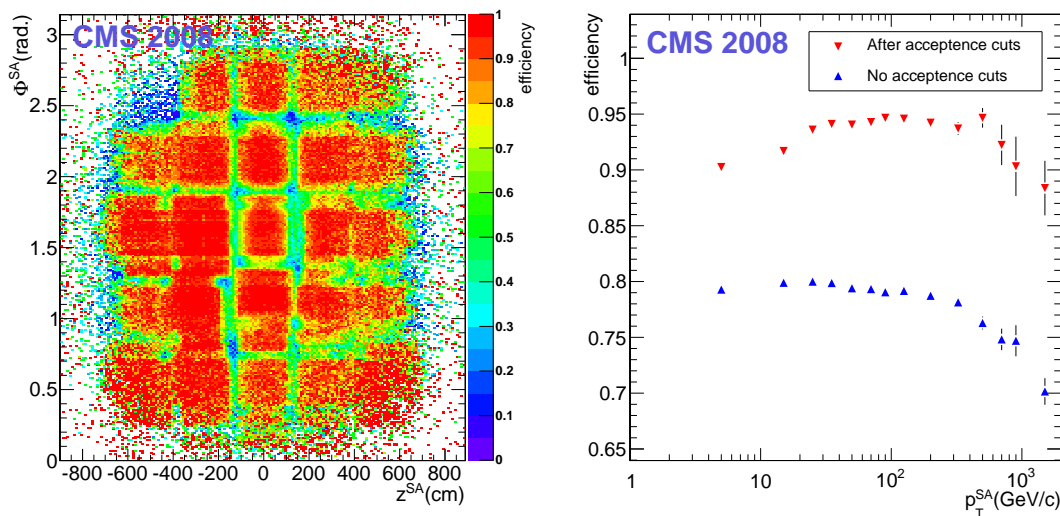 CMS 2008
Φ^SA(rad.)
3
2.5
2
1.5
1
0.5
0
-800 -600 -400 -200 0 200 400 600 800
z^SA(cm)
efficiency
1
0.9
0.8
0.7
0.6
0.5
0.4
0.3
0.2
0.1
0
CMS 2008
After acceptence cuts
No acceptence cuts
efficiency
1
0.95
0.9
0.85
0.8
0.75
0.7
0.65
1 10 10^2 10^3
p_T^SA(GeV/c)